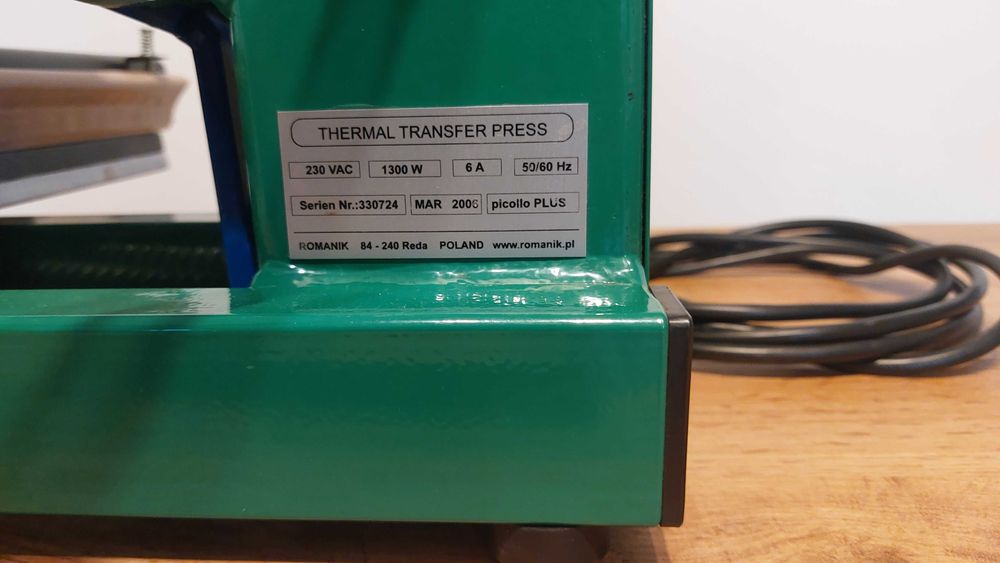 THERMAL TRANSFER PRESS
230 VAC 1300 W 6 A 50/60 Hz
Serien Nr.:330724 MAR 2006 picollo PLUS
ROMANIK 84 - 240 Reda POLAND www.romanik.pl